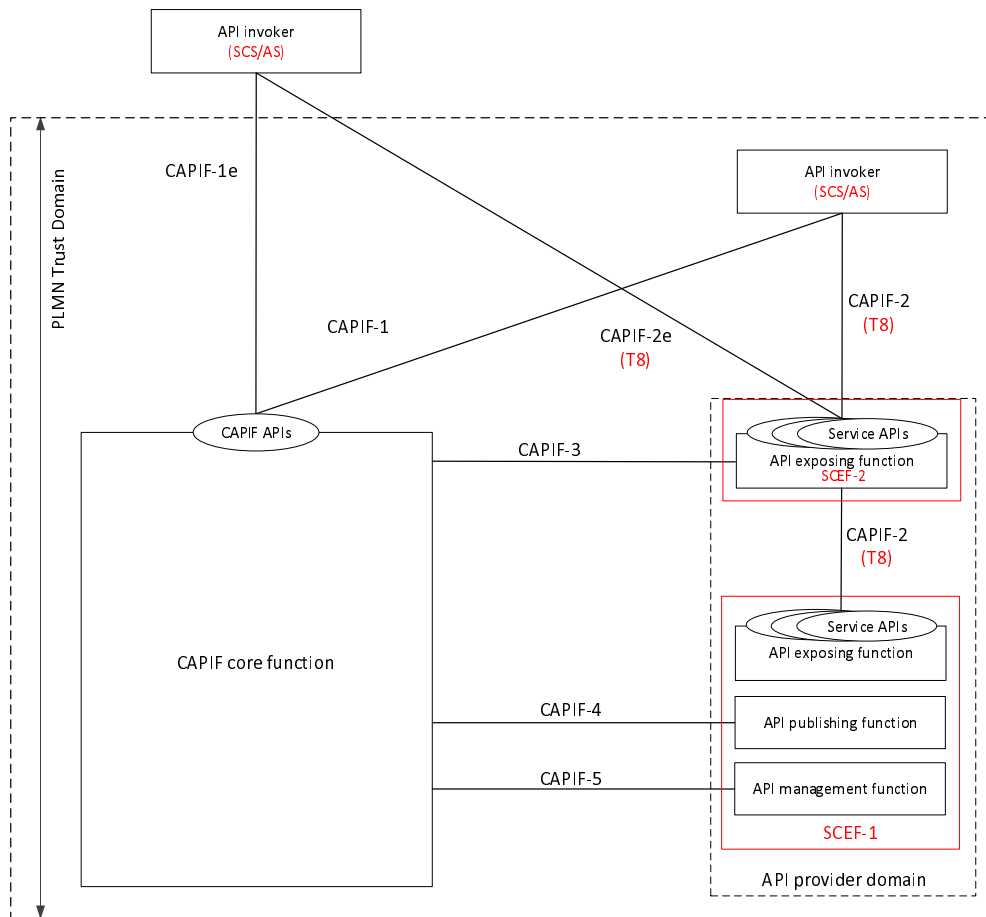 API invoker
(SCS/AS)
CAPIF-1e
PLMN Trust Domain
API invoker
(SCS/AS)
CAPIF-1
CAPIF-2e
(T8)
CAPIF-2
(T8)
CAPIF APIs
Service APIs
API exposing function
SCEF-2
CAPIF-3
CAPIF-2
(T8)
Service APIs
API exposing function
CAPIF core function
CAPIF-4
API publishing function
CAPIF-5
API management function
SCEF-1
API provider domain